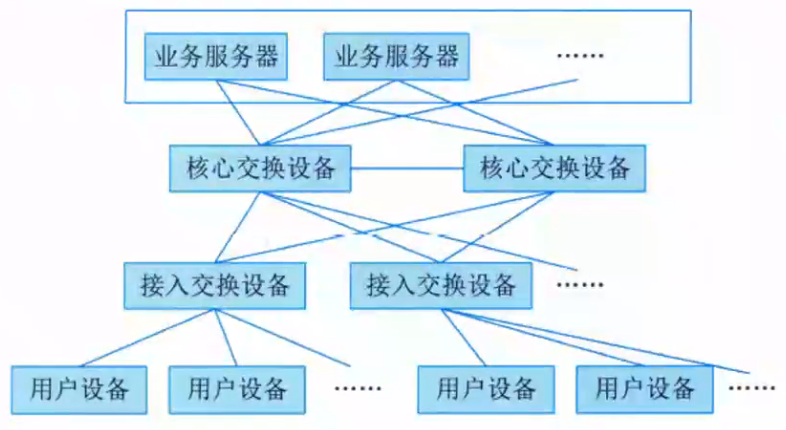 业务服务器 业务服务器 ……
核心交换设备 核心交换设备
接入交换设备 接入交换设备 ……
用户设备 用户设备 …… 用户设备 用户设备 ……